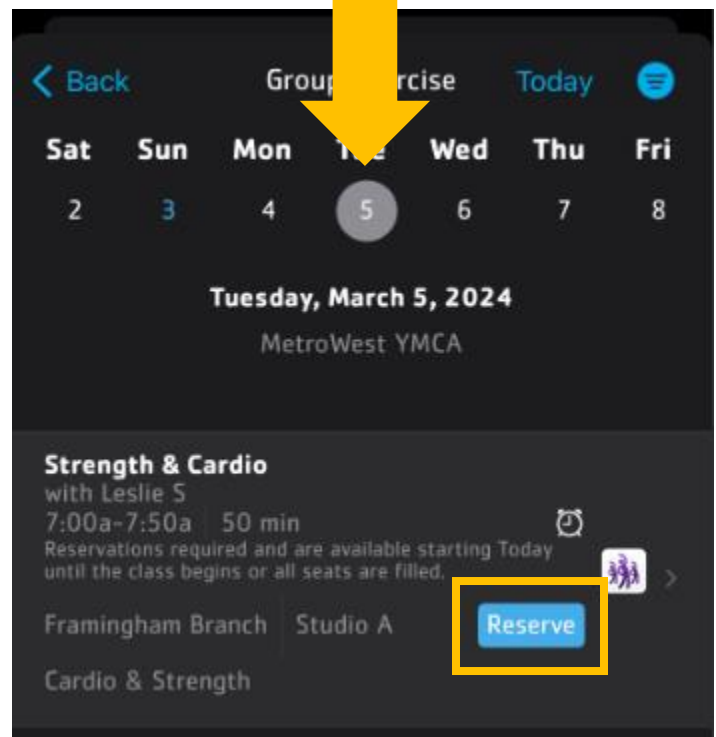 Back Today
Sat Sun Mon Wed Thu Fri
2 3 4 5 6 7 8
Tuesday, March 5, 2024
MetroWest YMCA
Strength & Cardio
with Leslie S
7:00a-7:50a 50 min
Reservations required and are available starting Today
until the class begins or all seats are filled.
Framingham Branch Studio A Reserve
Cardio & Strength